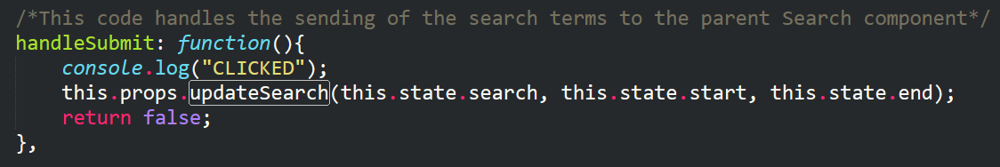 /*This code handles the sending of the search terms to the parent Search component*/
handleSubmit: function(){
    console.log("CLICKED");
    this.props.updateSearch(this.state.search, this.state.start, this.state.end);
    return false;
},